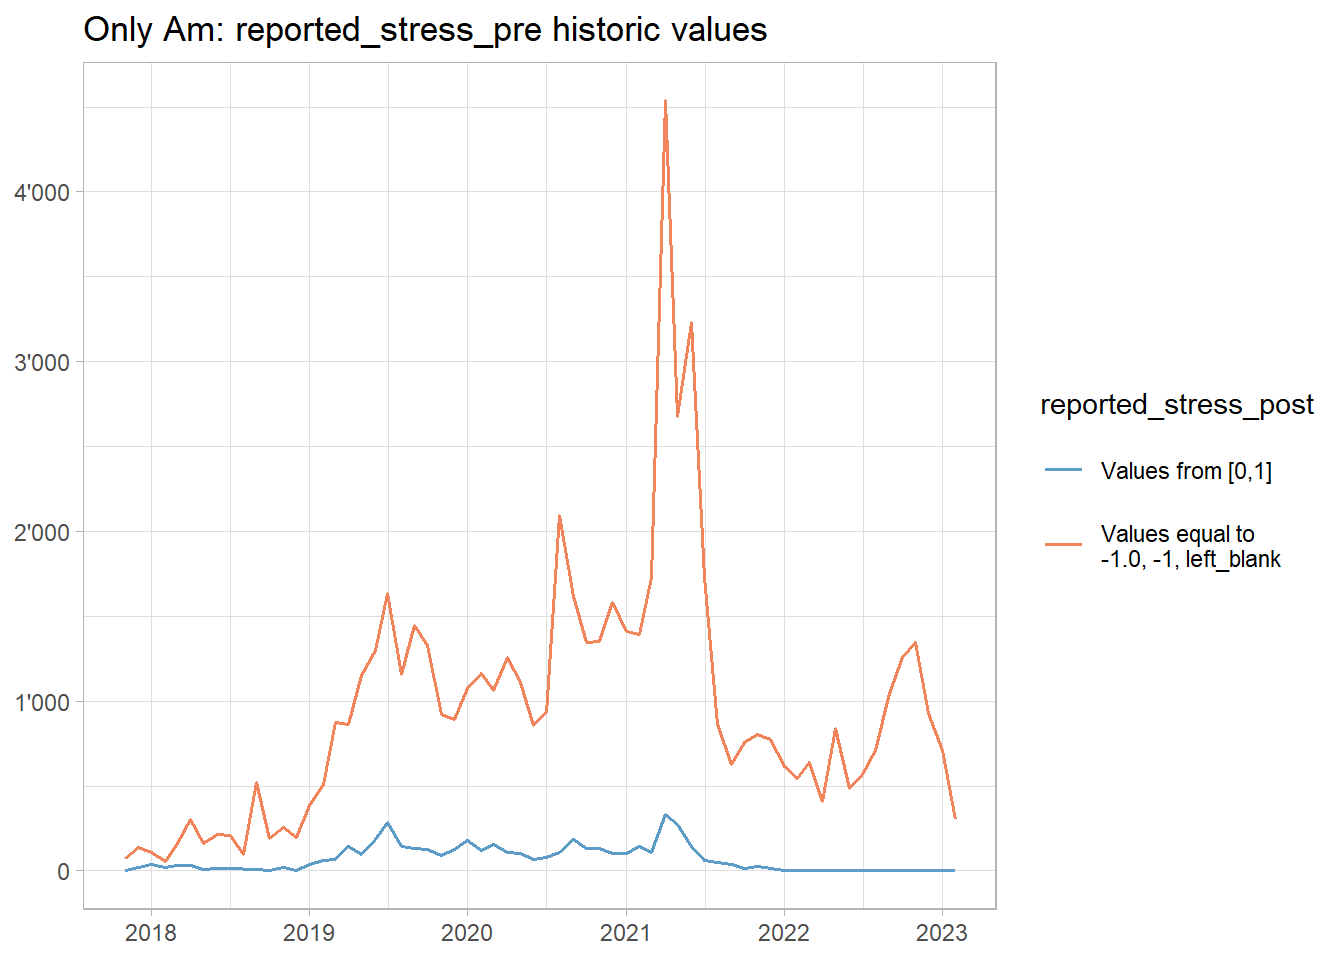 Only Am: reported_stress_pre historic values
4'000
3'000
2'000
1'000
0
2018 2019 2020 2021 2022 2023
reported_stress_post
Values from [0,1]
Values equal to
-1.0, -1, left_blank